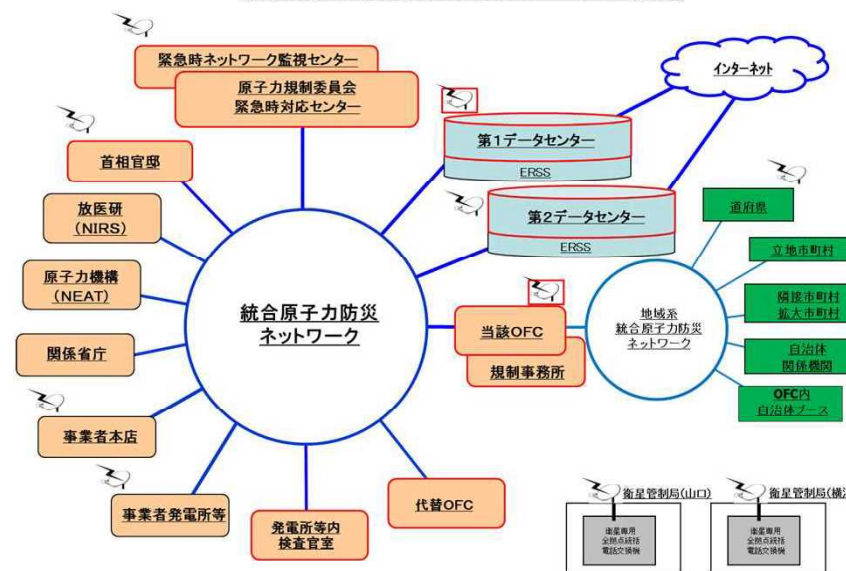 緊急時ネットワーク監視センター
原子力規制委員会
緊急時対応センター
インターネット
第1データセンター
ERSS
首相官邸
第2データセンター
ERSS
道府県
放医研
(NIRS)
立地市町村
原子力機構
(NEAT)
統合原子力防災
ネットワーク
当該OFC
規制事務所
地域系
統合原子力防災
ネットワーク
隣接市町村
拡大市町村
関係省庁
自治体
関係機関
OFC内
自治体ブース
事業者本店
事業者発電所等
発電所等内
検査官室
代替OFC
衛星管制局(山口)
衛星専用
全拠点統括
電話交換機
衛星管制局(横
衛星専用
全拠点統括
電話交換機